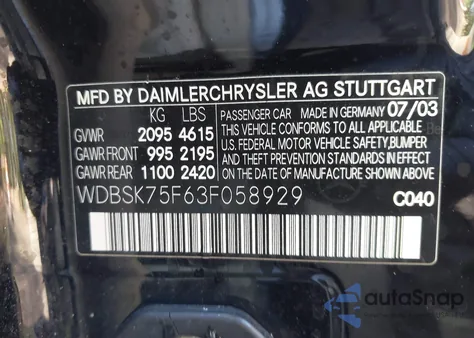 MFD BY DAIMLERCHRYSLER AG STUTTGART
KG LBS PASSENGER CAR MADE IN GERMANY 07/03
GVWR 2095 4615 THIS VEHICLE CONFORMS TO ALL APPLICABLE
GAWR FRONT 995 2195 U.S. FEDERAL MOTOR VEHICLE SAFETY, BUMPER
GAWR REAR 1100 2420 AND THEFT PREVENTION STANDARDS IN EFFECT
ON THE DATE OF MANUFACTURE SHOWN ABOVE
WDBSK75F63F058929 C040
autoSnap